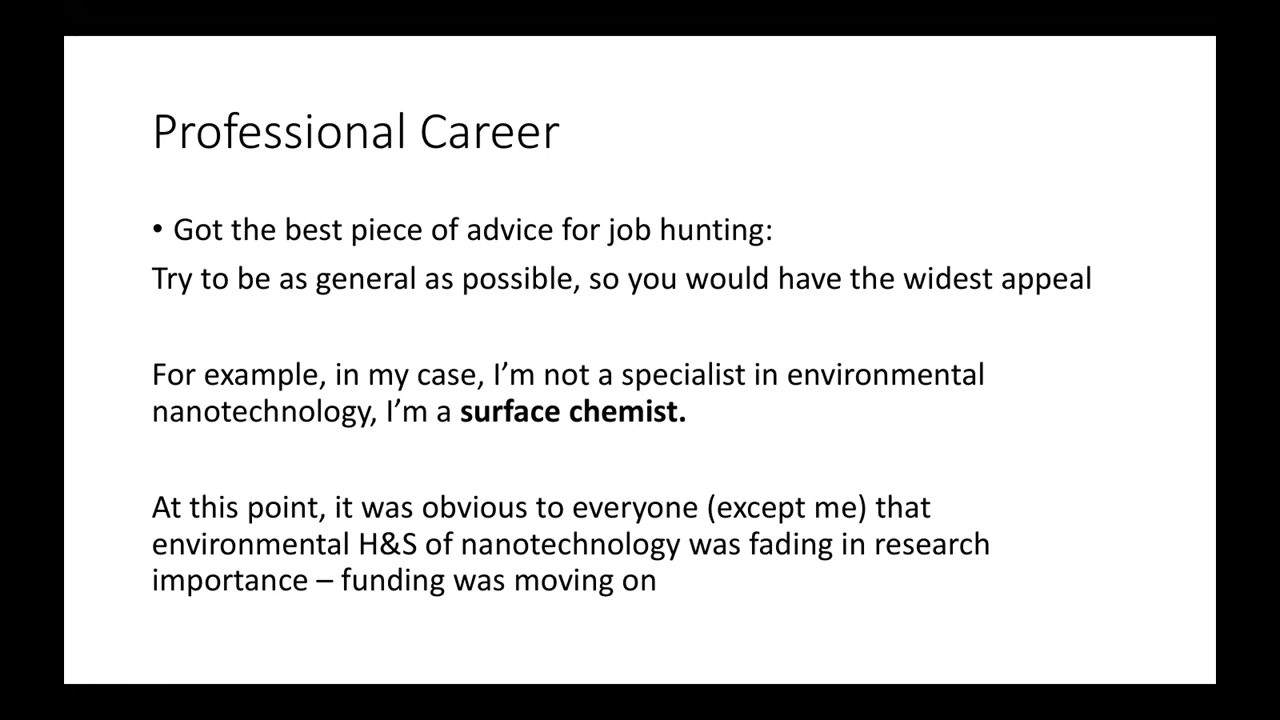 Professional Career
• Got the best piece of advice for job hunting:
Try to be as general as possible, so you would have the widest appeal
For example, in my case, I’m not a specialist in environmental
nanotechnology, I’m a surface chemist.
At this point, it was obvious to everyone (except me) that
environmental H&S of nanotechnology was fading in research
importance – funding was moving on